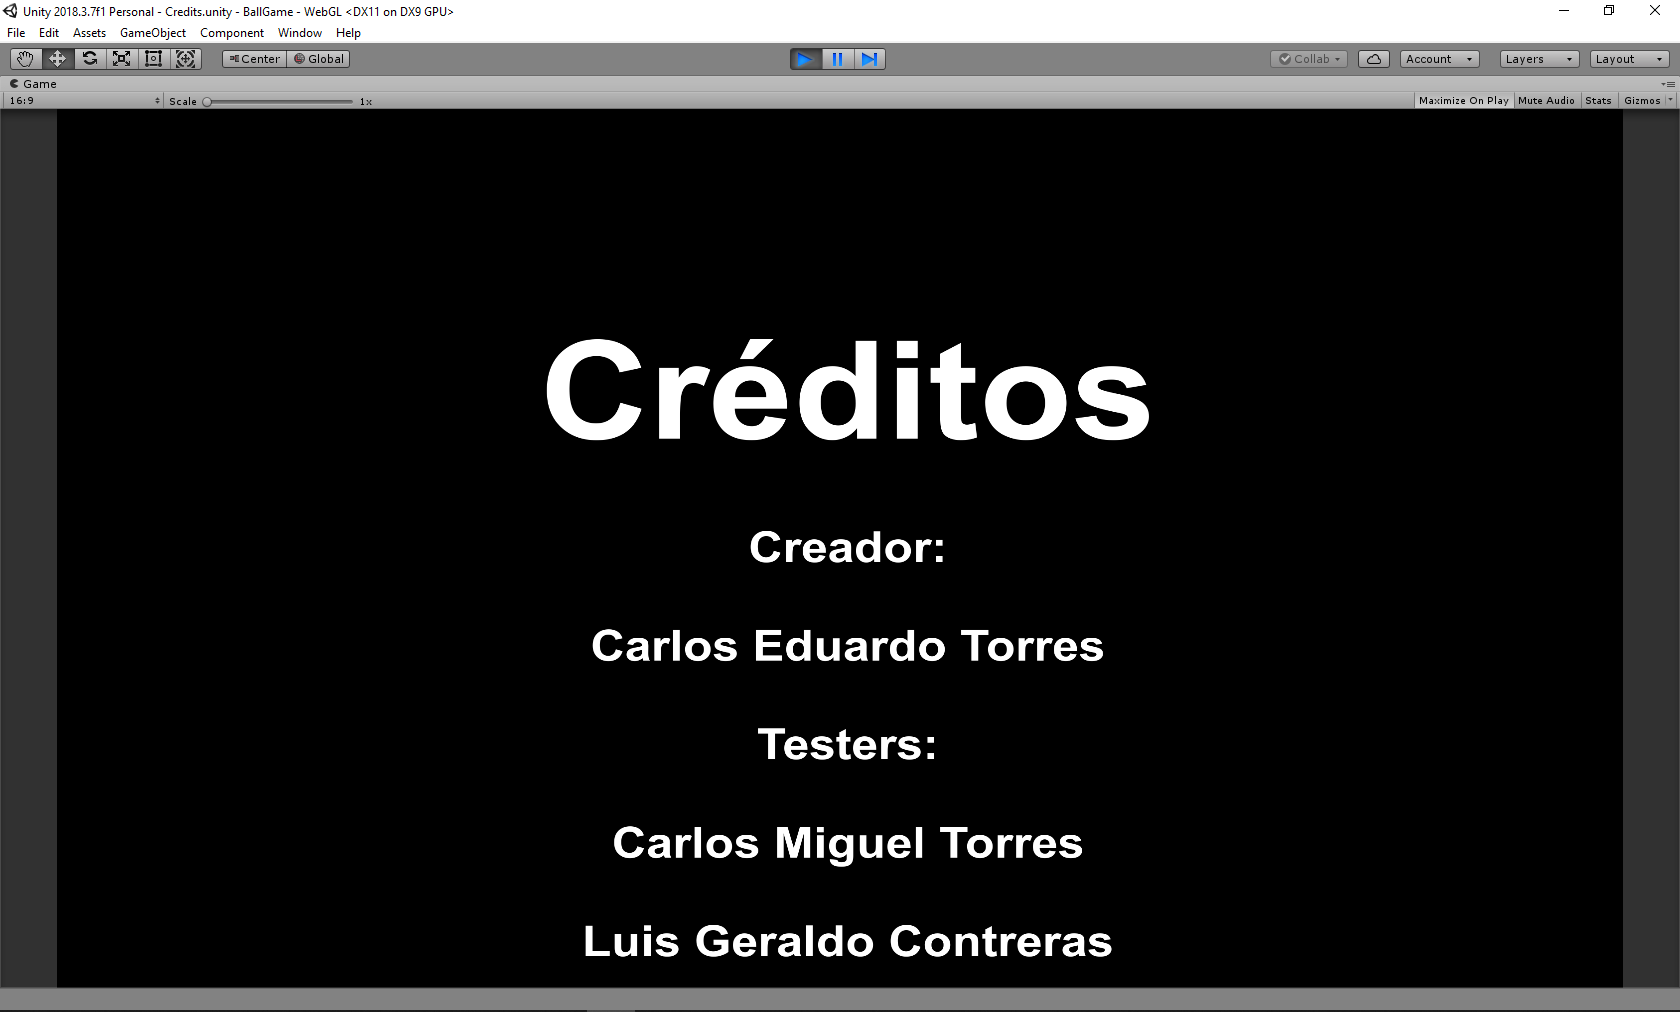 Unity 2018.3.7f1 Personal - Credits.unity - BallGame - WebGL <DX11 on DX9 GPU>
File Edit Assets GameObject Component Window Help
Center Global Collab Account Layers Layout
Game
16:9 Scale 1x Maximize On Play Mute Audio Stats Gizmos
Créditos
Creador:
Carlos Eduardo Torres
Testers:
Carlos Miguel Torres
Luis Geraldo Contreras